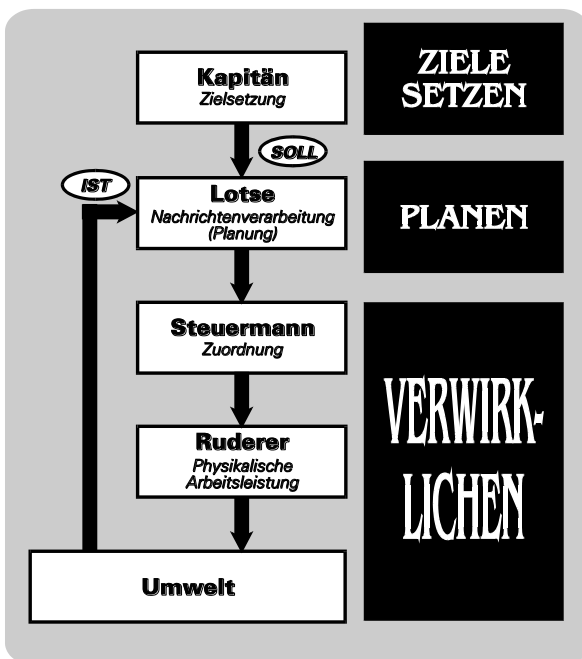 Kapitän
Zielsetzung
SOLL
IST
Lotse
Nachrichtenverarbeitung
(Planung)
Steuermann
Zuordnung
Ruderer
Physikalische
Arbeitsleistung
Umwelt
ZIELE
SETZEN
PLANEN
VERWIRK-
LICHEN